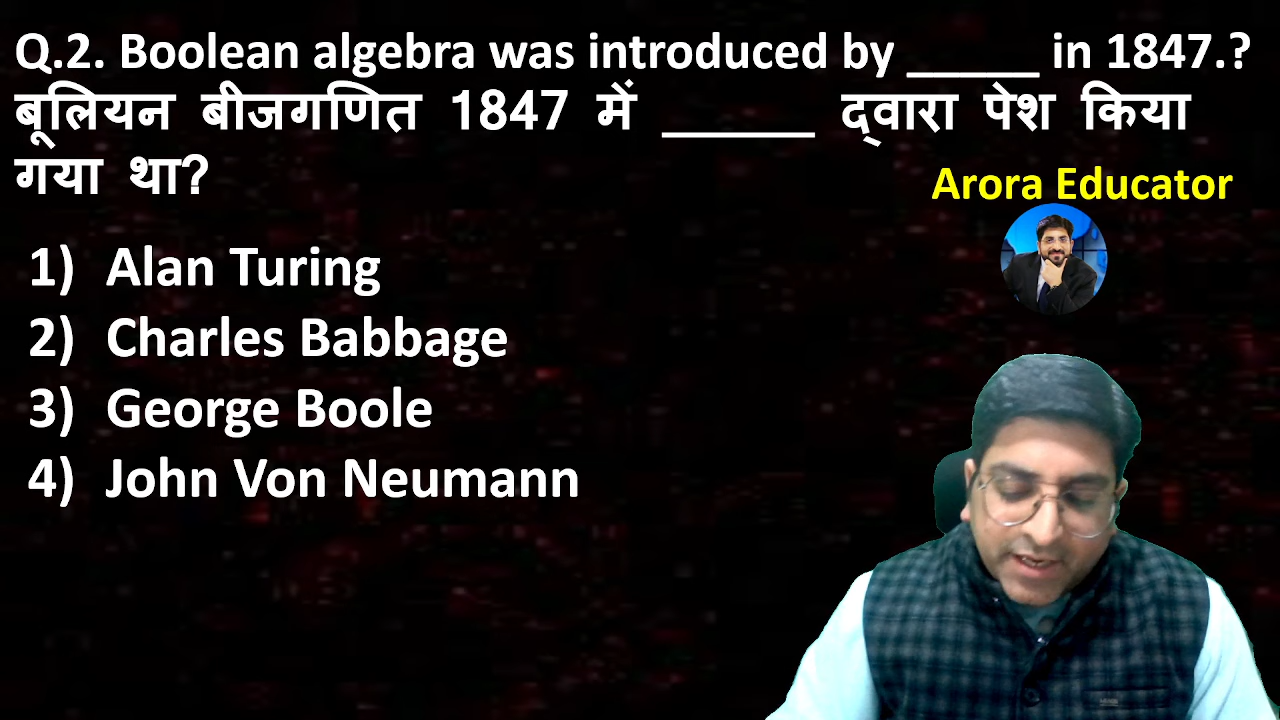 Q.2. Boolean algebra was introduced by _____ in 1847.?
बूलियन बीजगणित 1847 में _____ द्वारा पेश किया
गया था?
Arora Educator
1) Alan Turing
2) Charles Babbage
3) George Boole
4) John Von Neumann